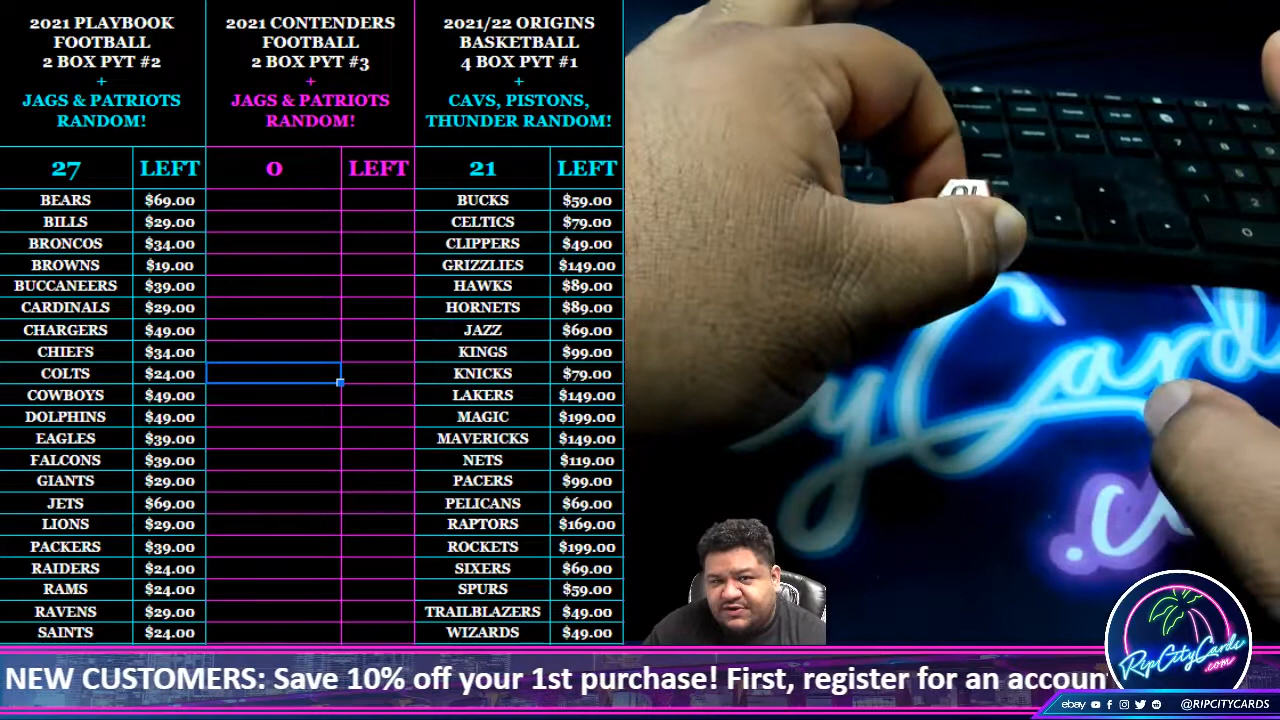 2021 PLAYBOOK
FOOTBALL
2 BOX PYT #2
+
JAGS & PATRIOTS
RANDOM!
2021 CONTENDERS
FOOTBALL
2 BOX PYT #3
+
JAGS & PATRIOTS
RANDOM!
2021/22 ORIGINS
BASKETBALL
4 BOX PYT #1
+
CAVS, PISTONS,
THUNDER RANDOM!
27 LEFT 0 LEFT 21 LEFT
BEARS $69.00 BUCKS $59.00
BILLS $29.00 CELTICS $79.00
BRONCOS $34.00 CLIPPERS $49.00
BROWNS $19.00 GRIZZLIES $149.00
BUCCANEERS $39.00 HAWKS $89.00
CARDINALS $29.00 HORNETS $89.00
CHARGERS $49.00 JAZZ $69.00
CHIEFS $34.00 KINGS $99.00
COLTS $24.00 KNICKS $79.00
COWBOYS $49.00 LAKERS $149.00
DOLPHINS $49.00 MAGIC $199.00
EAGLES $39.00 MAVERICKS $149.00
FALCONS $39.00 NETS $119.00
GIANTS $29.00 PACERS $99.00
JETS $69.00 PELICANS $69.00
LIONS $29.00 RAPTORS $169.00
PACKERS $39.00 ROCKETS $199.00
RAIDERS $24.00 SIXERS $69.00
RAMS $24.00 SPURS $59.00
RAVENS $29.00 TRAILBLAZERS $49.00
SAINTS $24.00 WIZARDS $49.00
yCards
.c
NEW CUSTOMERS: Save 10% off your 1st purchase! First, register for an accoun
RipCityCards
.com
ebay @RIPCITYCARDS